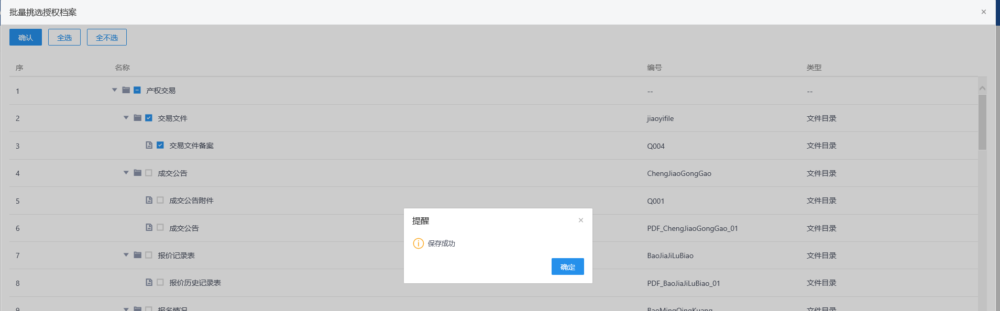 批量挑选授权档案
确认 全选 全不选
序 名称 编号 类型
1 产权交易 -- --
2 交易文件 jiaoyifile 文件目录
3 交易文件备案 Q004 文件目录
4 成交公告 ChengJiaoGongGao 文件目录
5 成交公告附件 Q001 文件目录
6 成交公告 PDF_ChengJiaoGongGao_01 文件目录
7 报价记录表 BaoJiaJiLuBiao 文件目录
8 报价历史记录表 PDF_BaoJiaJiLuBiao_01 文件目录
9 报名情况 BaoMingQingKuang 文件目录
提醒
保存成功
确定